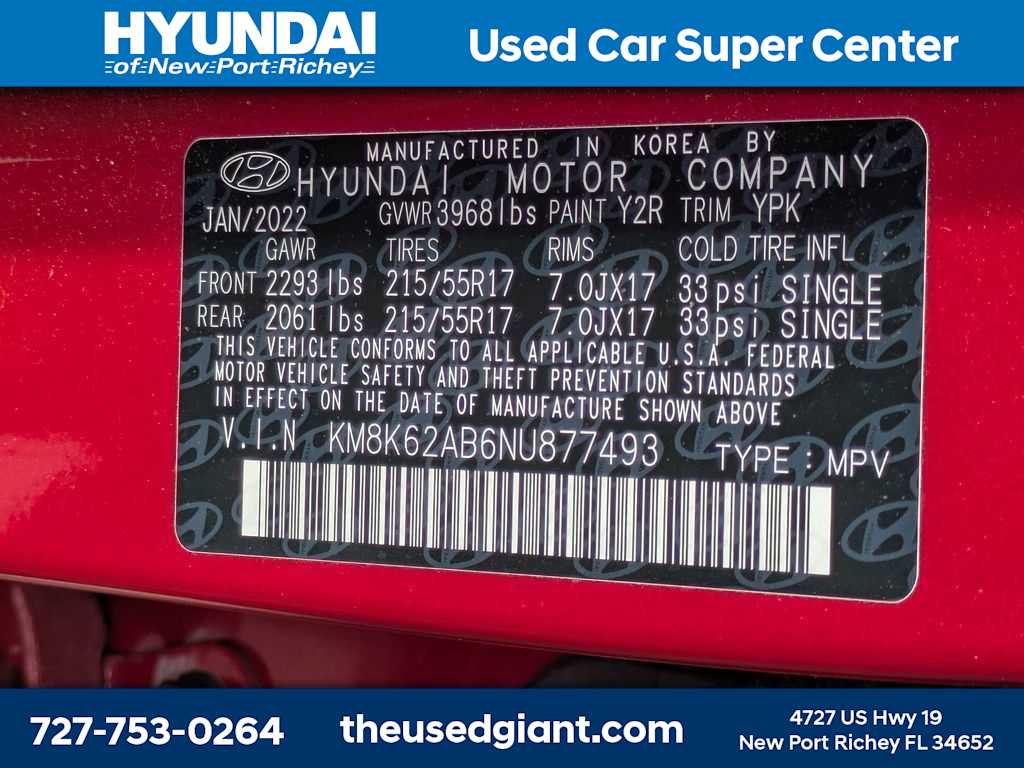 HYUNDAI
of New Port Richey
Used Car Super Center
MANUFACTURED IN KOREA BY
HYUNDAI MOTOR COMPANY
JAN/2022 GVWR 3968 lbs PAINT Y2R TRIM YPK
GAWR TIRES RIMS COLD TIRE INFL
FRONT 2293 lbs 215/55R17 7.0JX17 33psi SINGLE
REAR 2061 lbs 215/55R17 7.0JX17 33psi SINGLE
THIS VEHICLE CONFORMS TO ALL APPLICABLE U.S.A. FEDERAL
MOTOR VEHICLE SAFETY AND THEFT PREVENTION STANDARDS
IN EFFECT ON THE DATE OF MANUFACTURE SHOWN ABOVE
V.I.N KM8K62AB6NU877493 TYPE : MPV
727-753-0264
theusedgiant.com
4727 US Hwy 19
New Port Richey FL 34652